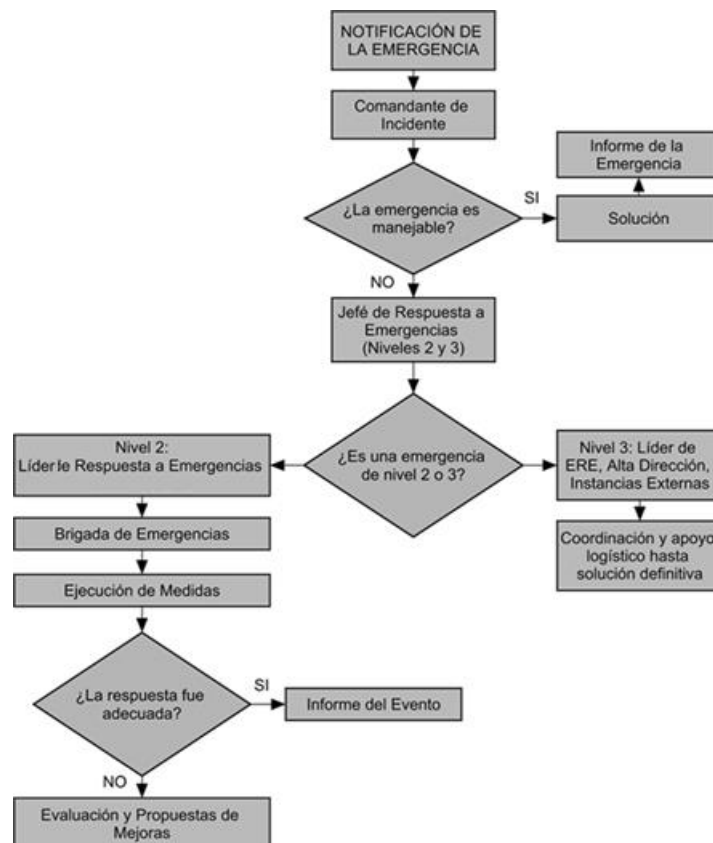 NOTIFICACIÓN DE
LA EMERGENCIA
Comandante de
Incidente
¿La emergencia es
manejable?
SI
Solución
Informe de la
Emergencia
NO
Jefé de Respuesta a
Emergencias
(Niveles 2 y 3)
¿Es una emergencia
de nivel 2 o 3?
Nivel 2:
Líder le Respuesta a Emergencias
Brigada de Emergencias
Ejecución de Medidas
¿La respuesta fue
adecuada?
SI
Informe del Evento
NO
Evaluación y Propuestas de
Mejoras
Nivel 3: Líder de
ERE, Alta Dirección,
Instancias Externas
Coordinación y apoyo
logístico hasta
solución definitiva